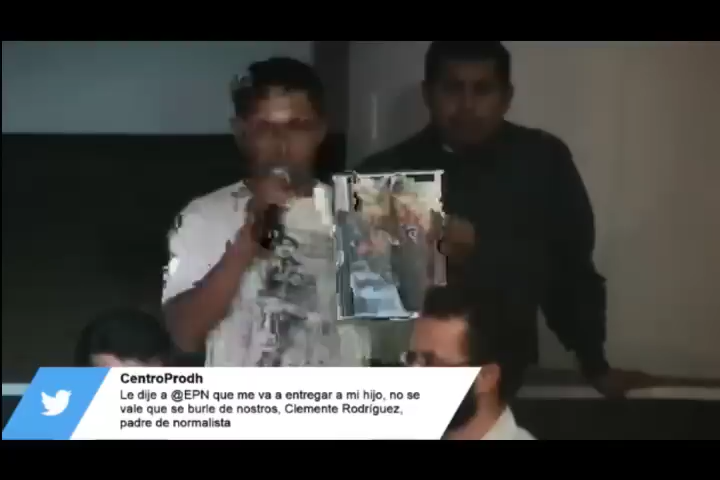 CentroProdh
Le dije a @EPN que me va a entregar a mi hijo, no se
vale que se burle de nostros, Clemente Rodríguez,
padre de normalista